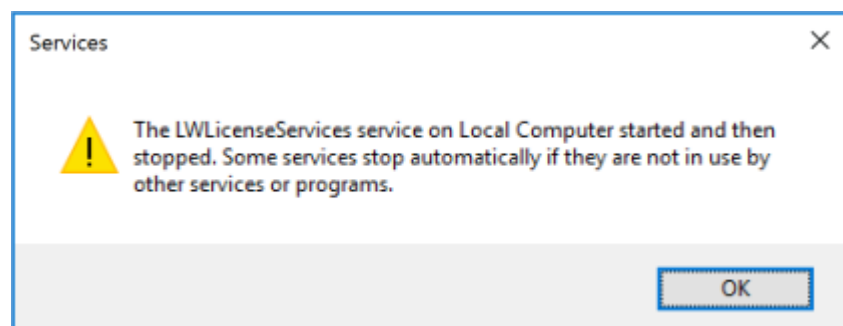 Services
The LWLicenseServices service on Local Computer started and then
stopped. Some services stop automatically if they are not in use by
other services or programs.
OK